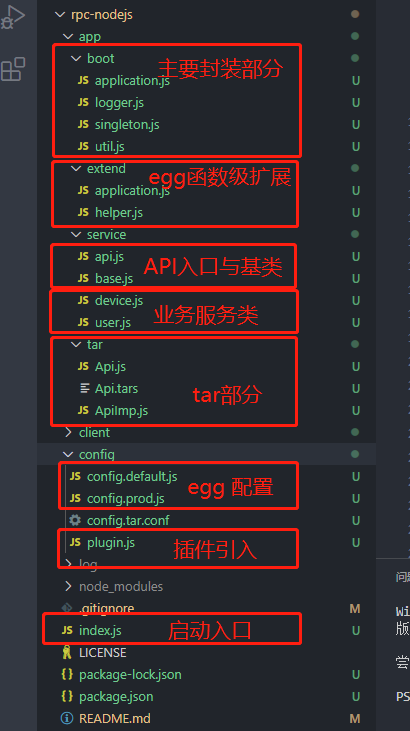 rpc-nodejs
app
boot
主要封装部分
JS application.js U
JS logger.js U
JS singleton.js U
JS util.js U
extend
egg函数级扩展
JS application.js U
JS helper.js U
service
JS api.js U
API入口与基类
JS base.js U
JS device.js U
业务服务类
JS user.js U
tar
JS Api.js U
Api.tars U
tar部分
JS ApiImp.js U
client
config
JS config.default.js U
egg 配置
JS config.prod.js U
config.tar.conf U
JS plugin.js U
插件引入
log
node_modules
.gitignore M
JS index.js 启动入口 U
LICENSE
{} package-lock.json U
{} package.json U
README.md M
问题
Wi
版
尝
PS